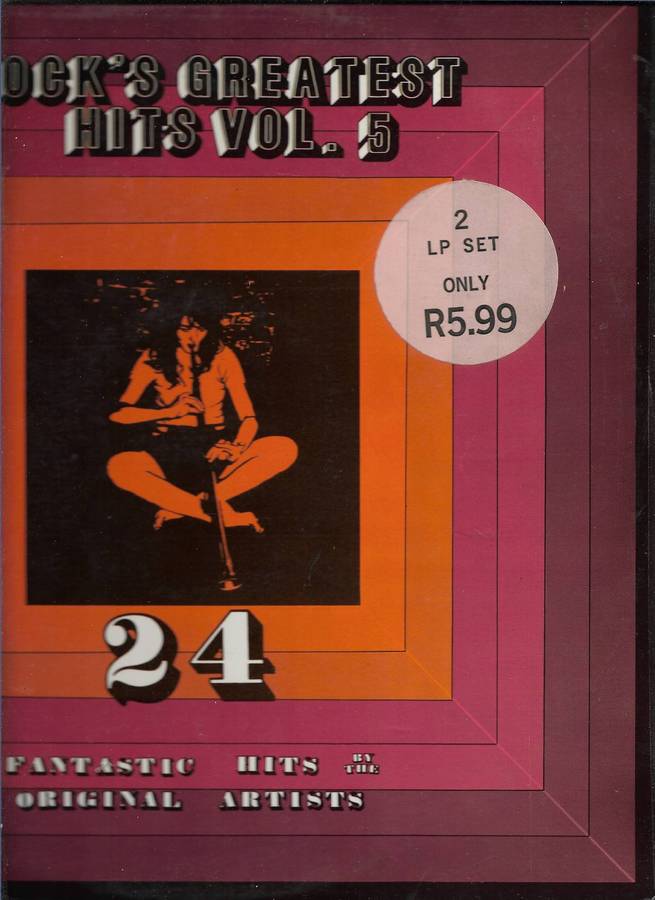 OCK'S GREATEST
HITS VOL. 5
2
LP SET
ONLY
R5.99
24
FANTASTIC HITS BY THE
ORIGINAL ARTISTS